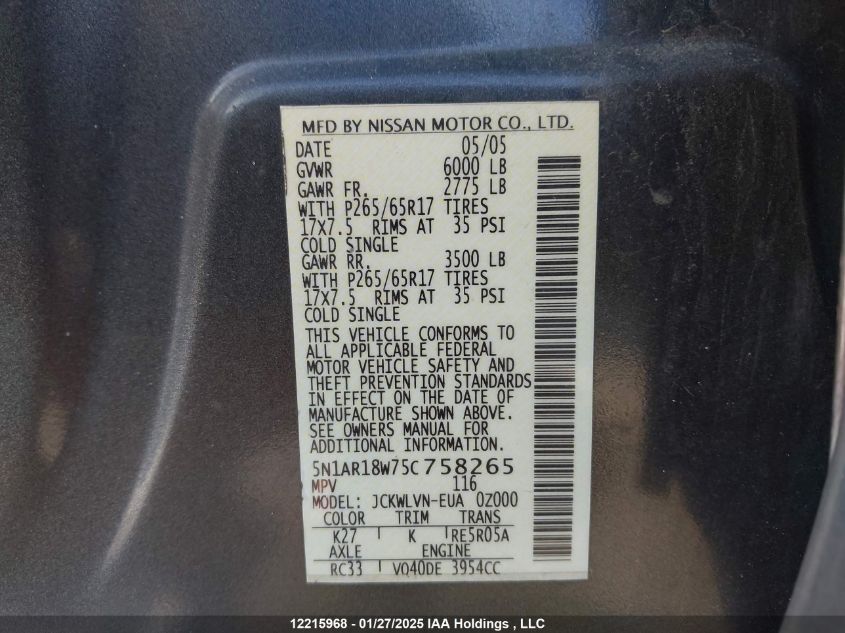 MFD BY NISSAN MOTOR CO., LTD.
DATE 05/05
GVWR 6000 LB
GAWR FR. 2775 LB
WITH P265/65R17 TIRES
17X7.5 RIMS AT 35 PSI
COLD SINGLE
GAWR RR. 3500 LB
WITH P265/65R17 TIRES
17X7.5 RIMS AT 35 PSI
COLD SINGLE
THIS VEHICLE CONFORMS TO
ALL APPLICABLE FEDERAL
MOTOR VEHICLE SAFETY AND
THEFT PREVENTION STANDARDS
IN EFFECT ON THE DATE OF
MANUFACTURE SHOWN ABOVE.
SEE OWNERS MANUAL FOR
ADDITIONAL INFORMATION.
5N1AR18W75C758265
MPV 116
MODEL: JCKWLVN-EUA 0Z000
COLOR TRIM TRANS
K27 K RE5R05A
AXLE ENGINE
RC33 VQ40DE 3954CC
12215968 - 01/27/2025 IAA Holdings , LLC